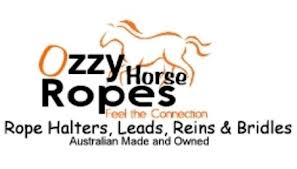 Ozzy Horse
Ropes
Feel the Connection
Rope Halters, Leads, Reins & Bridles
Australian Made and Owned